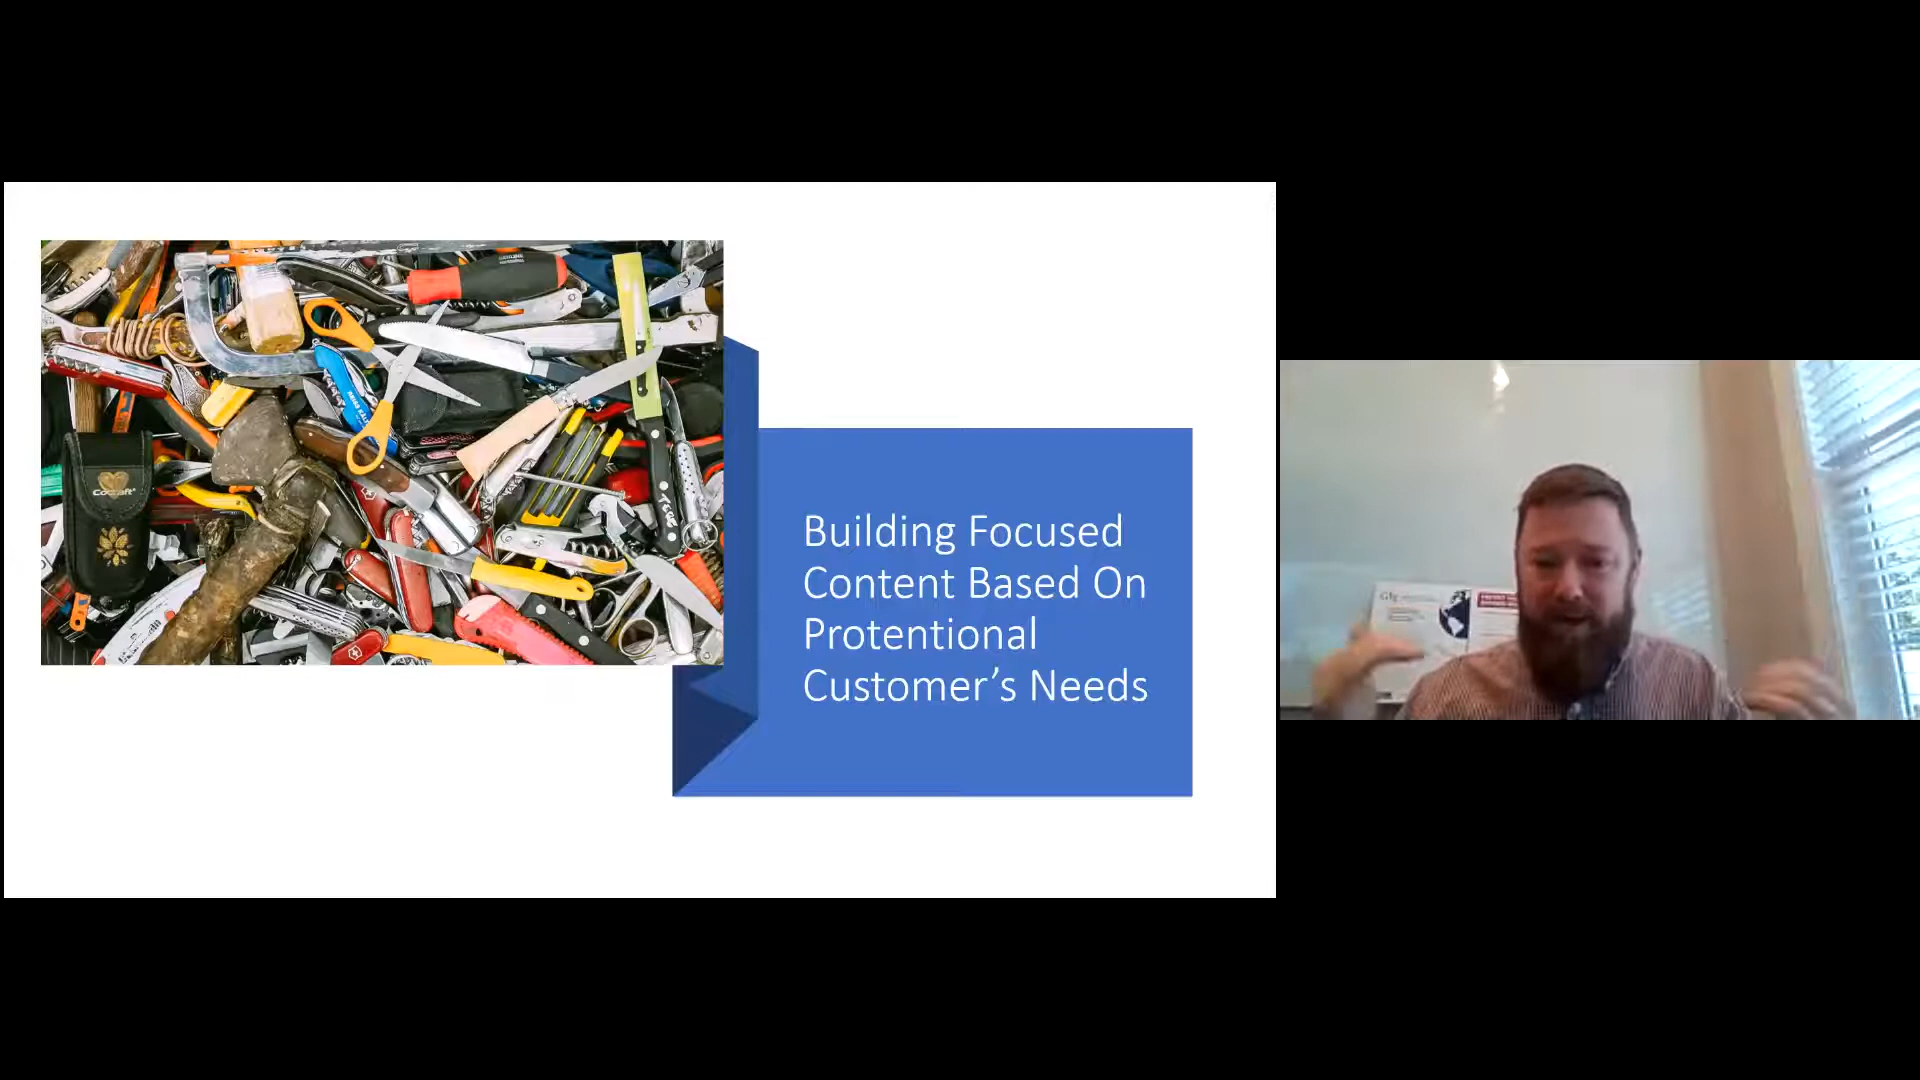 Building Focused
Content Based On
Protentional
Customer’s Needs